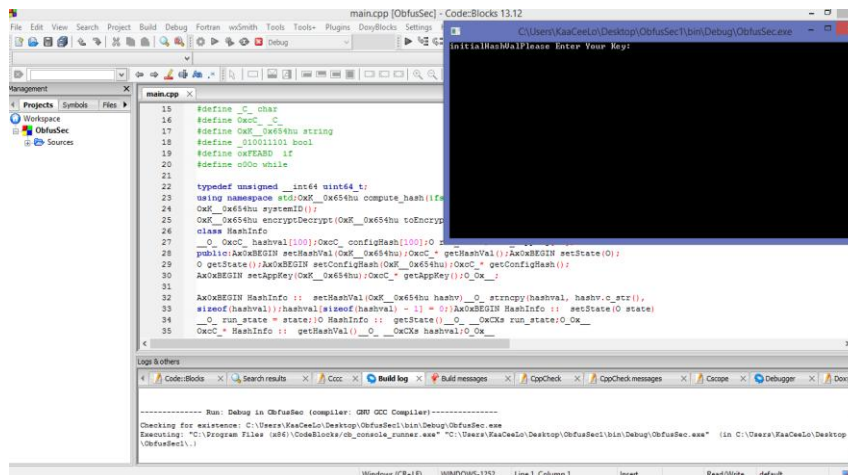 main.cpp [ObfusSec] - Code::Blocks 13.12
File Edit View Search Project Build Debug Fortran wxSmith Tools Tools+ Plugins DoxyBlocks Settings
C:\Users\KaaCeeLo\Desktop\ObfusSec1\bin\Debug\ObfusSec.exe
initialHashValPlease Enter Your Key:
Debug
Management
Projects Symbols Files
Workspace
ObfusSec
Sources
main.cpp
15 #define _C_ char
16 #define OxcC_ _C_
17 #define OxK__0x654hu string
18 #define _010011101 bool
19 #define oxFEABD if
20 #define o0Oo while
21
22 typedef unsigned __int64 uint64_t;
23 using namespace std;OxK__0x654hu compute_hash(ifs
24 OxK__0x654hu systemID();
25 OxK__0x654hu encryptDecrypt(OxK__0x654hu toEncryp
26 class HashInfo
27 __O_ OxcC_ hashval[100];OxcC_ configHash[100];O
28 public:Ax0xBEGIN setHashVal(OxK__0x654hu);OxcC_* getHashVal();Ax0xBEGIN setState(O);
29 O getState();Ax0xBEGIN setConfigHash(OxK__0x654hu);OxcC_* getConfigHash();
30 Ax0xBEGIN setAppKey(OxK__0x654hu);OxcC_* getAppKey();O_Ox__;
31
32 Ax0xBEGIN HashInfo :: setHashVal(OxK__0x654hu hashv)__O_ strncpy(hashval, hashv.c_str(),
33 sizeof(hashval));hashval[sizeof(hashval) - 1] = 0;}Ax0xBEGIN HashInfo :: setState(O state)
34 __O_ run_state = state;}O HashInfo :: getState()__O_ __OxCXs run_state;O_Ox__
35 OxcC_* HashInfo :: getHashVal()__O_ __OxCXs hashval;O_Ox__
Logs & others
Code::Blocks Search results Cccc Build log Build messages CppCheck CppCheck messages Cscope Debugger
-------------- Run: Debug in ObfusSec (compiler: GNU GCC Compiler)---------------
Checking for existence: C:\Users\KaaCeeLo\Desktop\ObfusSec1\bin\Debug\ObfusSec.exe
Executing: "C:\Program Files (x86)\CodeBlocks/cb_console_runner.exe" "C:\Users\KaaCeeLo\Desktop\ObfusSec1\bin\Debug\ObfusSec.exe" (in C:\Users\KaaCeeLo\Desktop
\ObfusSec1\.)
Windows (CR+LF) WINDOWS-1252 Line 1, Column 1 Insert Read/Write default